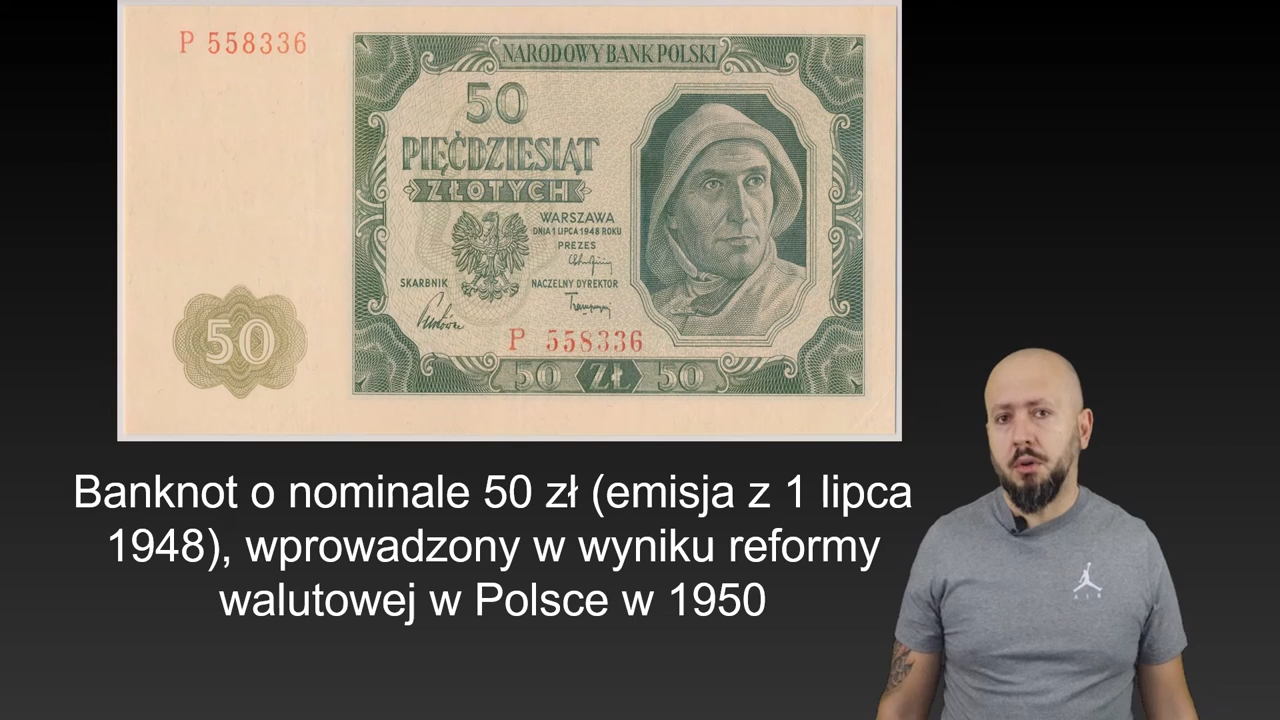 P 558336
NARODOWY BANK POLSKI
50
PIĘĆDZIESIĄT
ZŁOTYCH
WARSZAWA
DNIA 1 LIPCA 1948 ROKU
PREZES
SKARBNIK
NACZELNY DYREKTOR
P 558336
50 ZŁ 50
50
Banknot o nominale 50 zł (emisja z 1 lipca
1948), wprowadzony w wyniku reformy
walutowej w Polsce w 1950
AIR